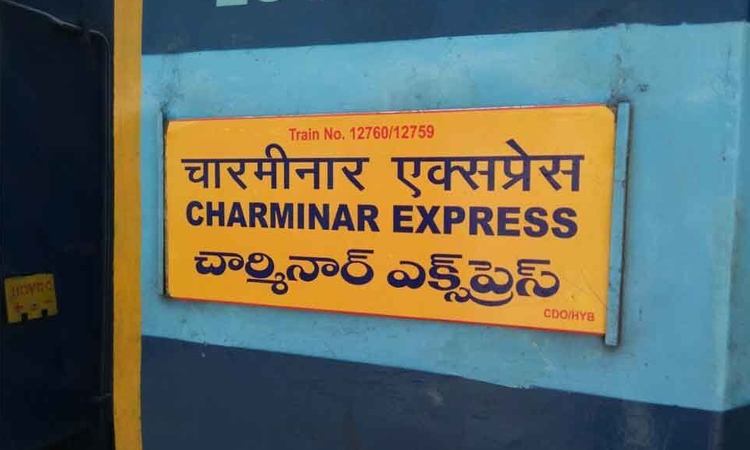 Train No. 12760/12759
चारमीनार एक्सप्रेस
CHARMINAR EXPRESS
చార్మినార్ ఎక్స్‌ప్రెస్
CDO/HYB